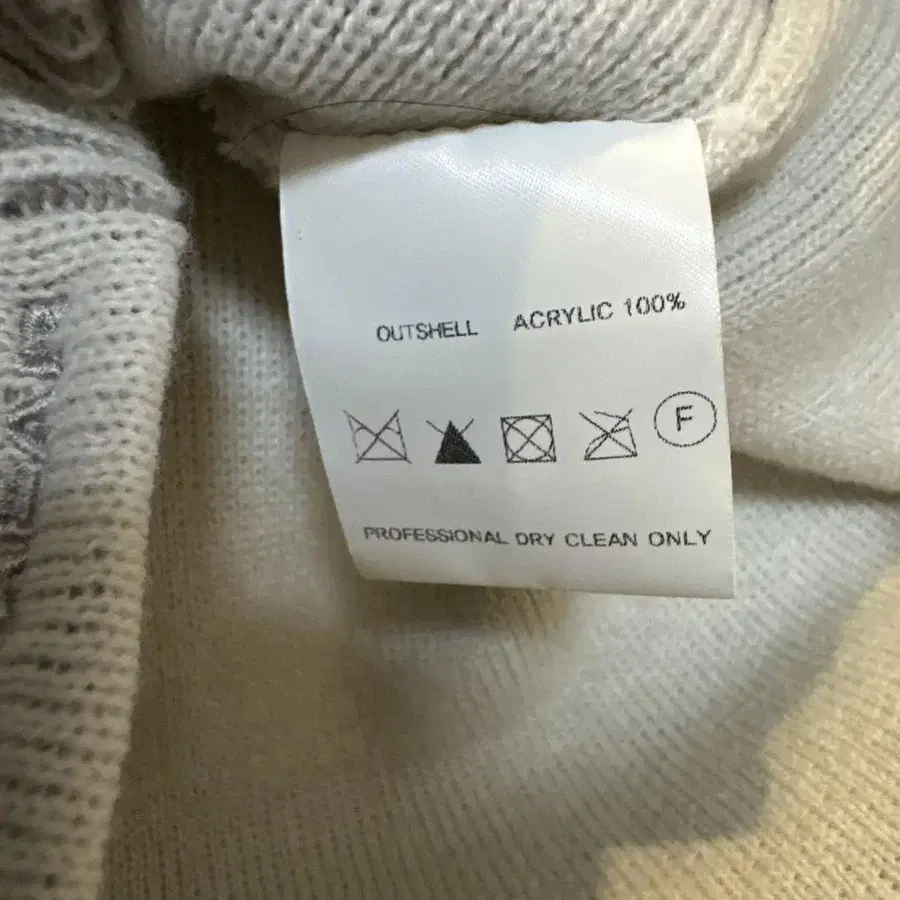 OUTSHELL ACRYLIC 100%
F
PROFESSIONAL DRY CLEAN ONLY